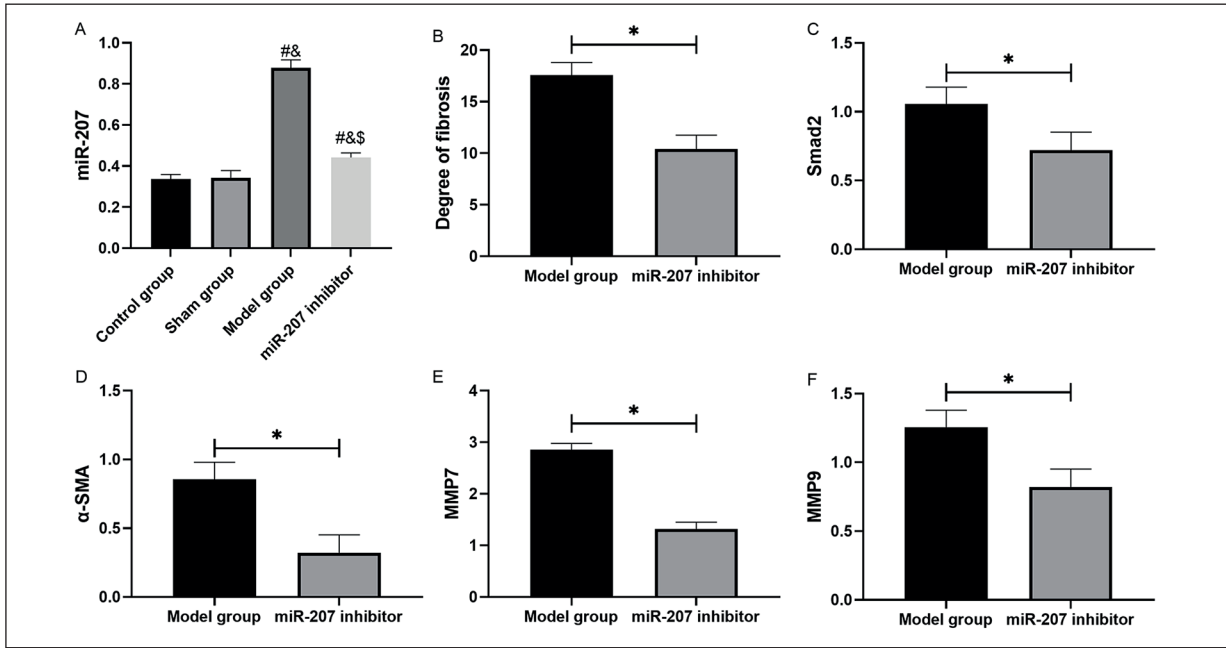 A
miR-207
1.0
0.8
0.6
0.4
0.2
0.0
#&
#&$
Control group
Sham group
Model group
miR-207 inhibitor
B
Degree of fibrosis
20
15
10
5
0
*
Model group
miR-207 inhibitor
C
Smad2
1.5
1.0
0.5
0.0
*
Model group
miR-207 inhibitor
D
α-SMA
1.5
1.0
0.5
0.0
*
Model group
miR-207 inhibitor
E
MMP7
4
3
2
1
0
*
Model group
miR-207 inhibitor
F
MMP9
1.5
1.0
0.5
0.0
*
Model group
miR-207 inhibitor